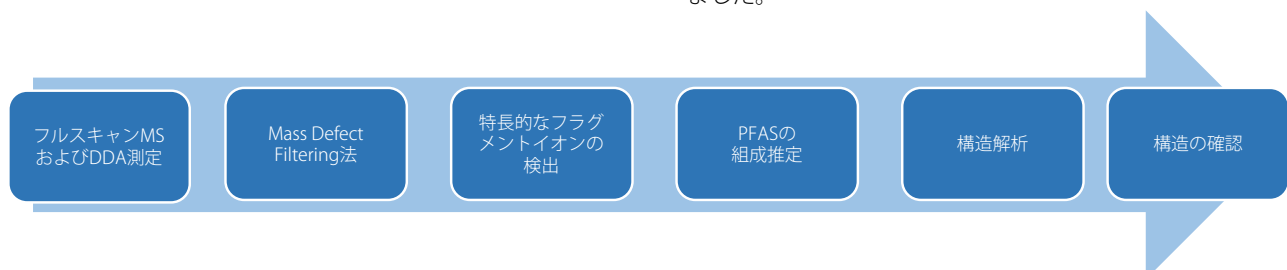 ました。
フルスキャンMS
およびDDA測定
Mass Defect
Filtering法
特長的なフラグ
メントイオンの
検出
PFASの
組成推定
構造解析
構造の確認